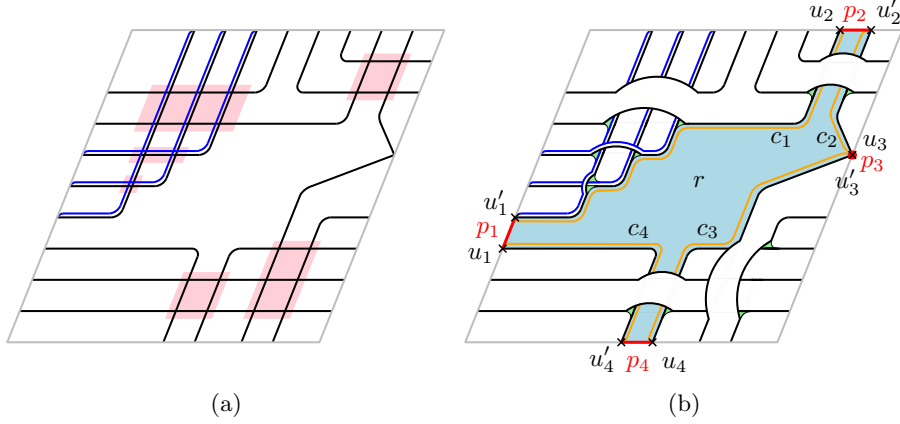 u₂ p₂ u′₂
c₁ c₂ u₃
p₃
r u′₃
u′₁
p₁ c₄ c₃
u₁
u′₄ p₄ u₄
(a) (b)